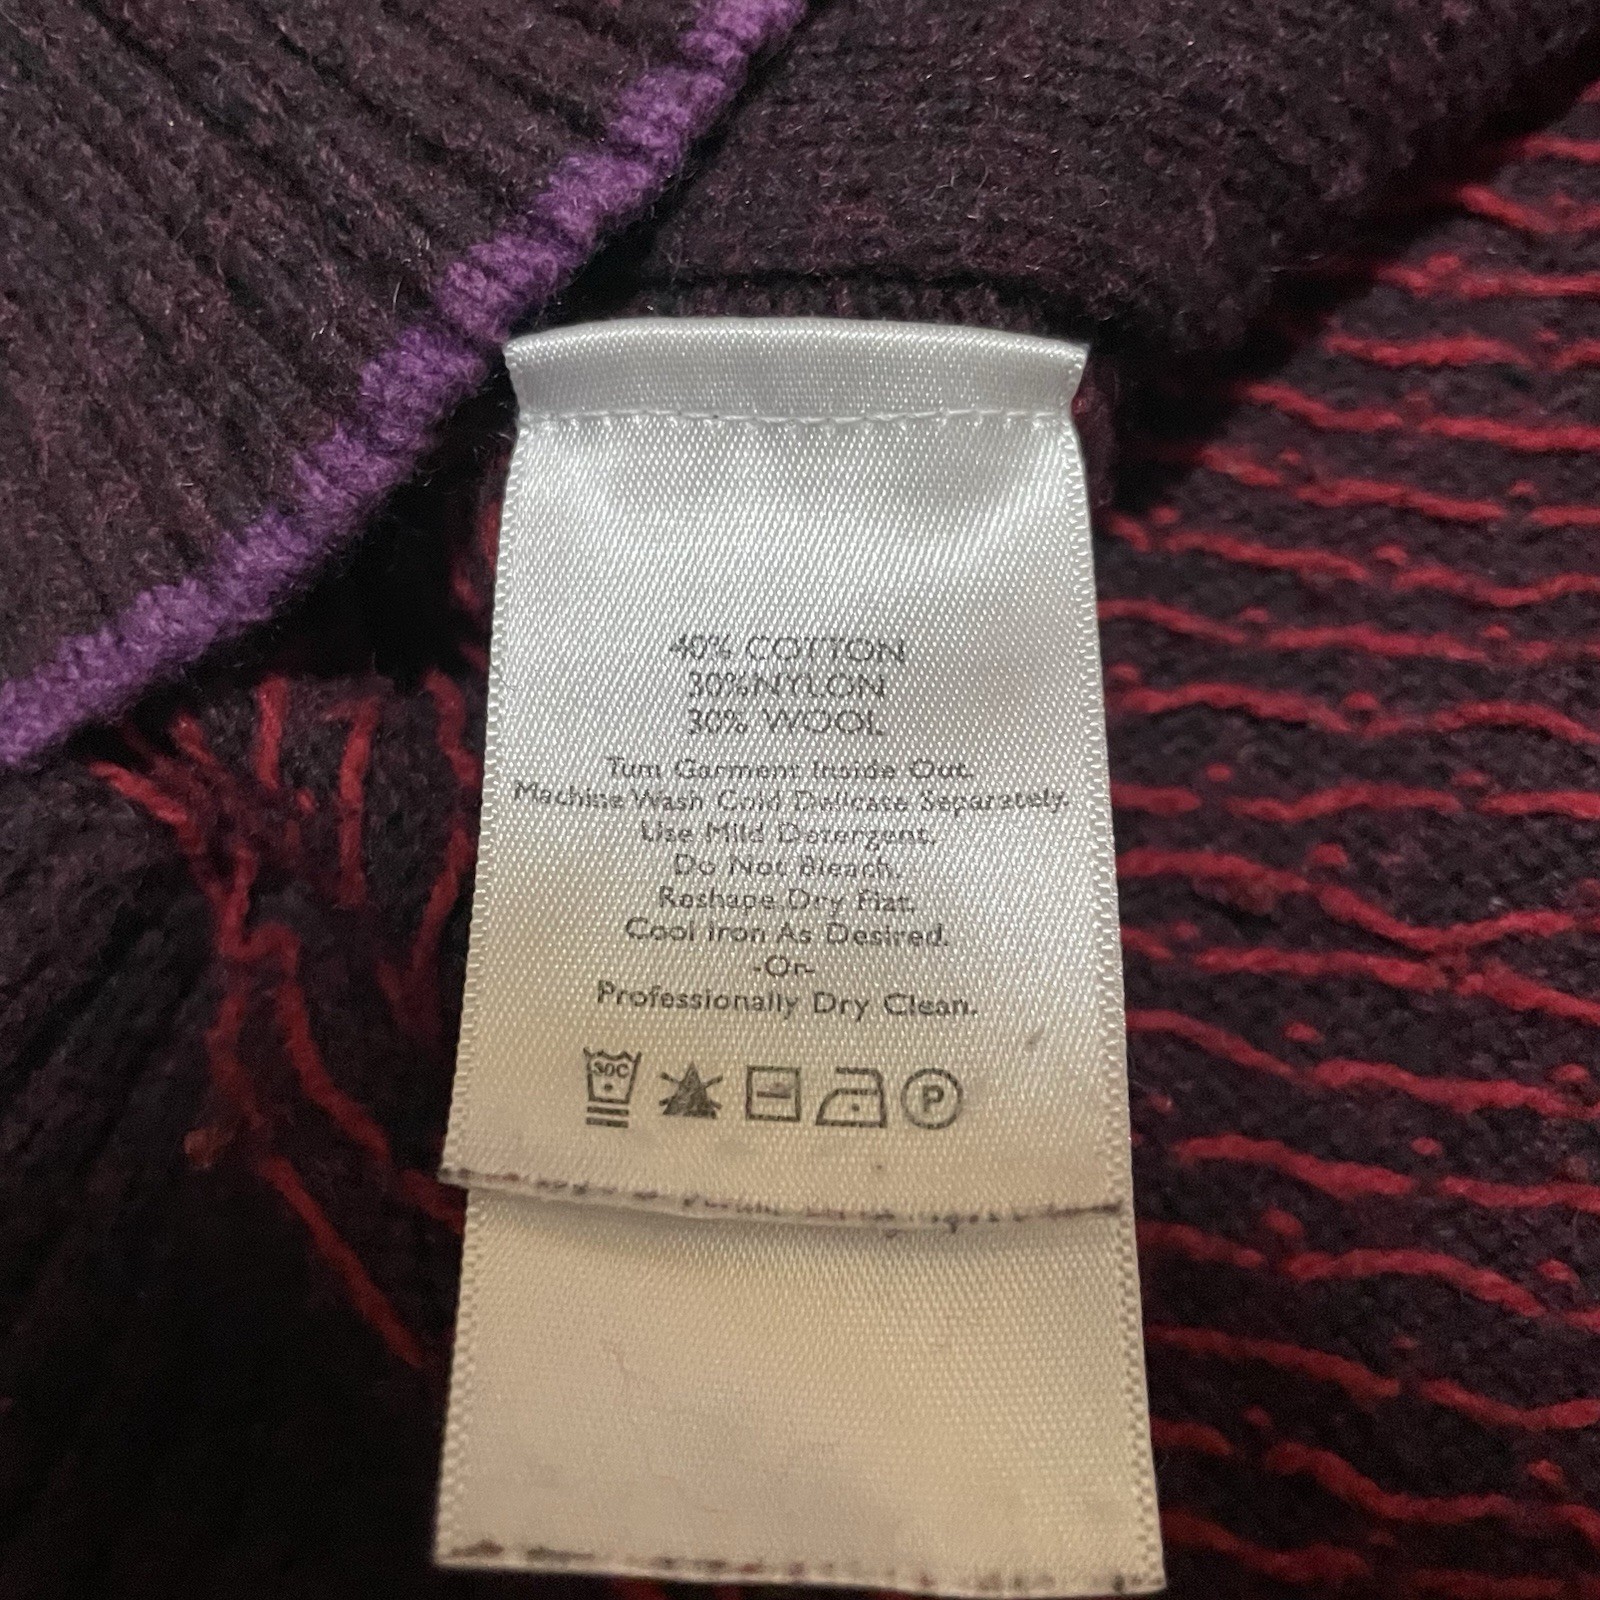 40% COTTON
30%NYLON
30% WOOL
Turn Garment Inside Out.
Machine Wash Cold Delicate Separately.
Use Mild Detergent.
Do Not Bleach.
Reshape,Dry Flat.
Cool Iron As Desired.
-Or-
Professionally Dry Clean.
30C
P